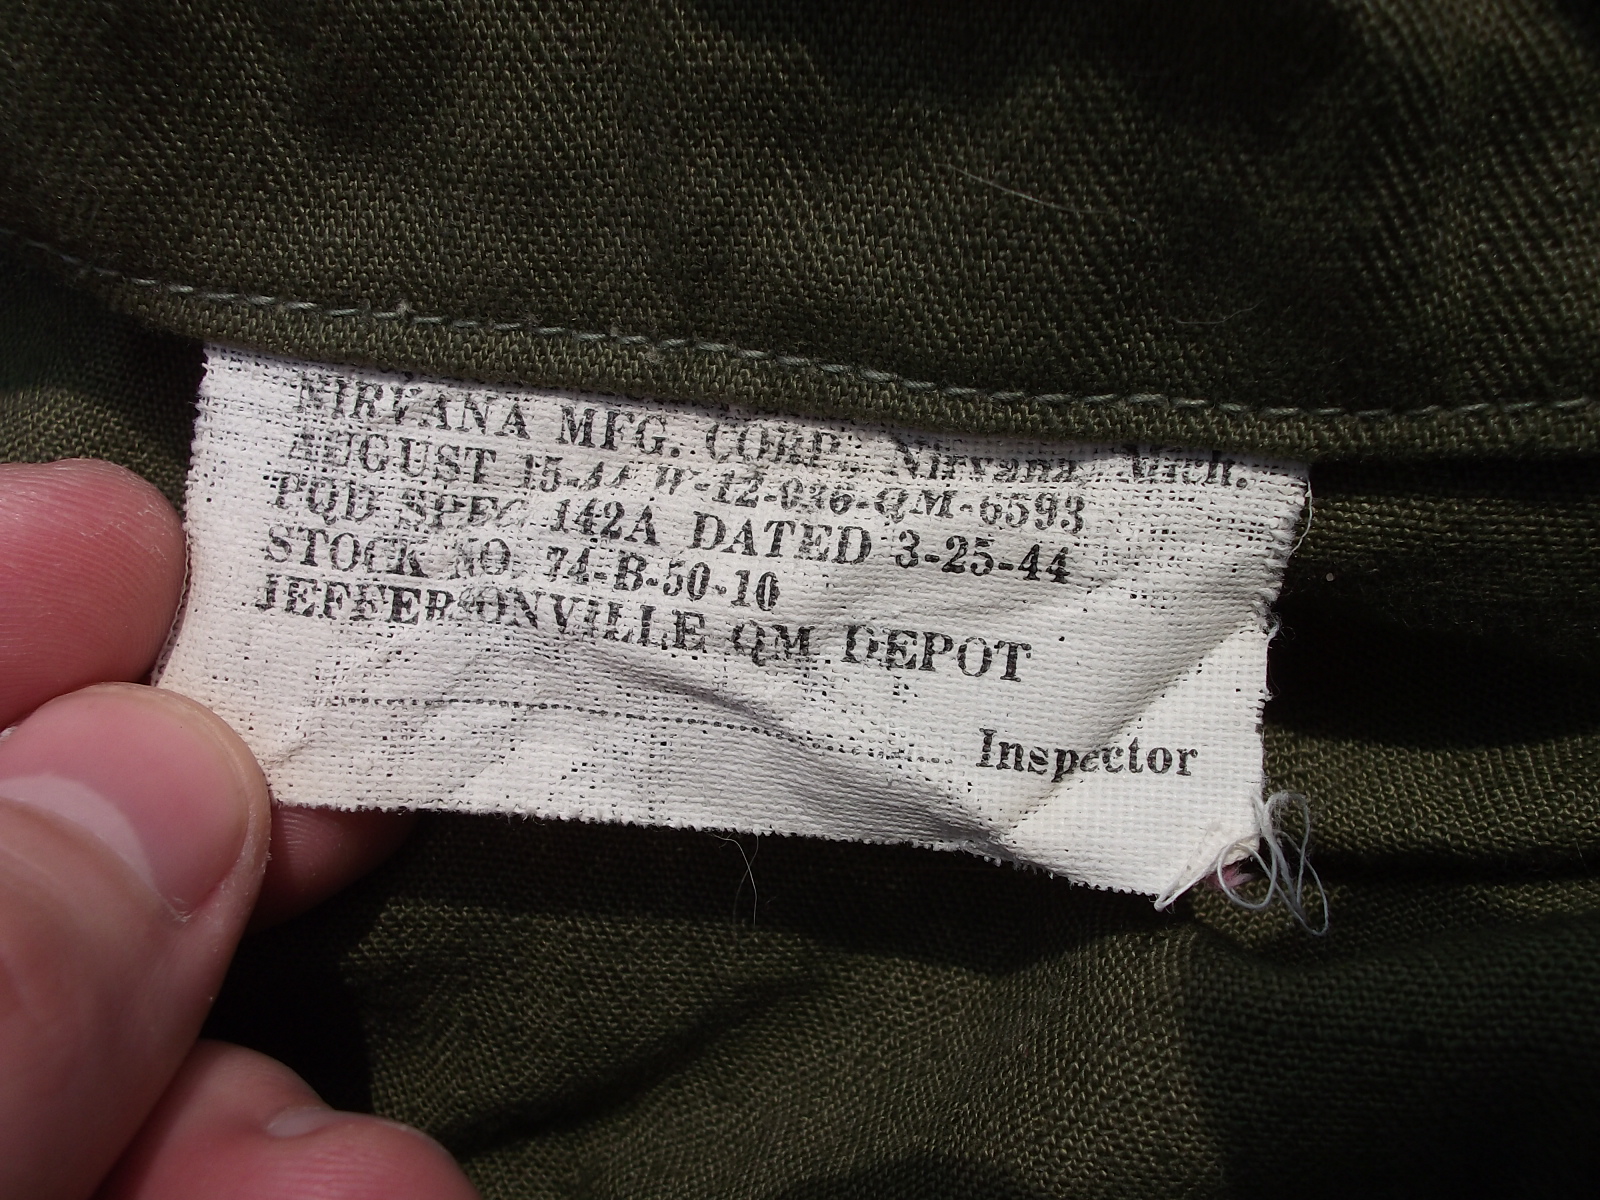 NIRVANA MFG. CORP., Nirvana, Mich.
AUGUST 15-44 W-12-036-QM-6593
PQD SPEC. 142A DATED 3-25-44
STOCK NO. 74-B-50-10
JEFFERSONVILLE QM DEPOT
Inspector